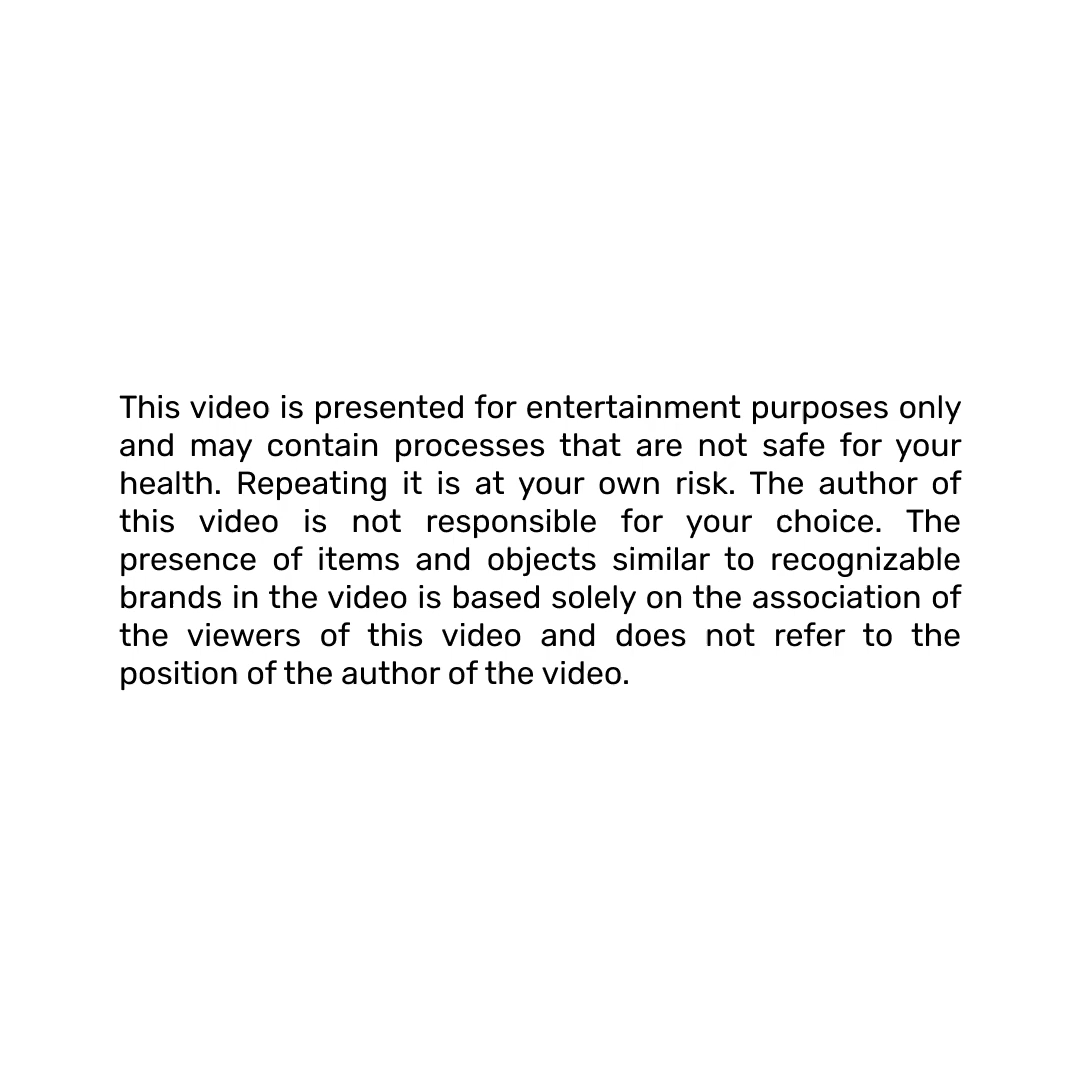 This video is presented for entertainment purposes only
and may contain processes that are not safe for your
health. Repeating it is at your own risk. The author of
this video is not responsible for your choice. The
presence of items and objects similar to recognizable
brands in the video is based solely on the association of
the viewers of this video and does not refer to the
position of the author of the video.